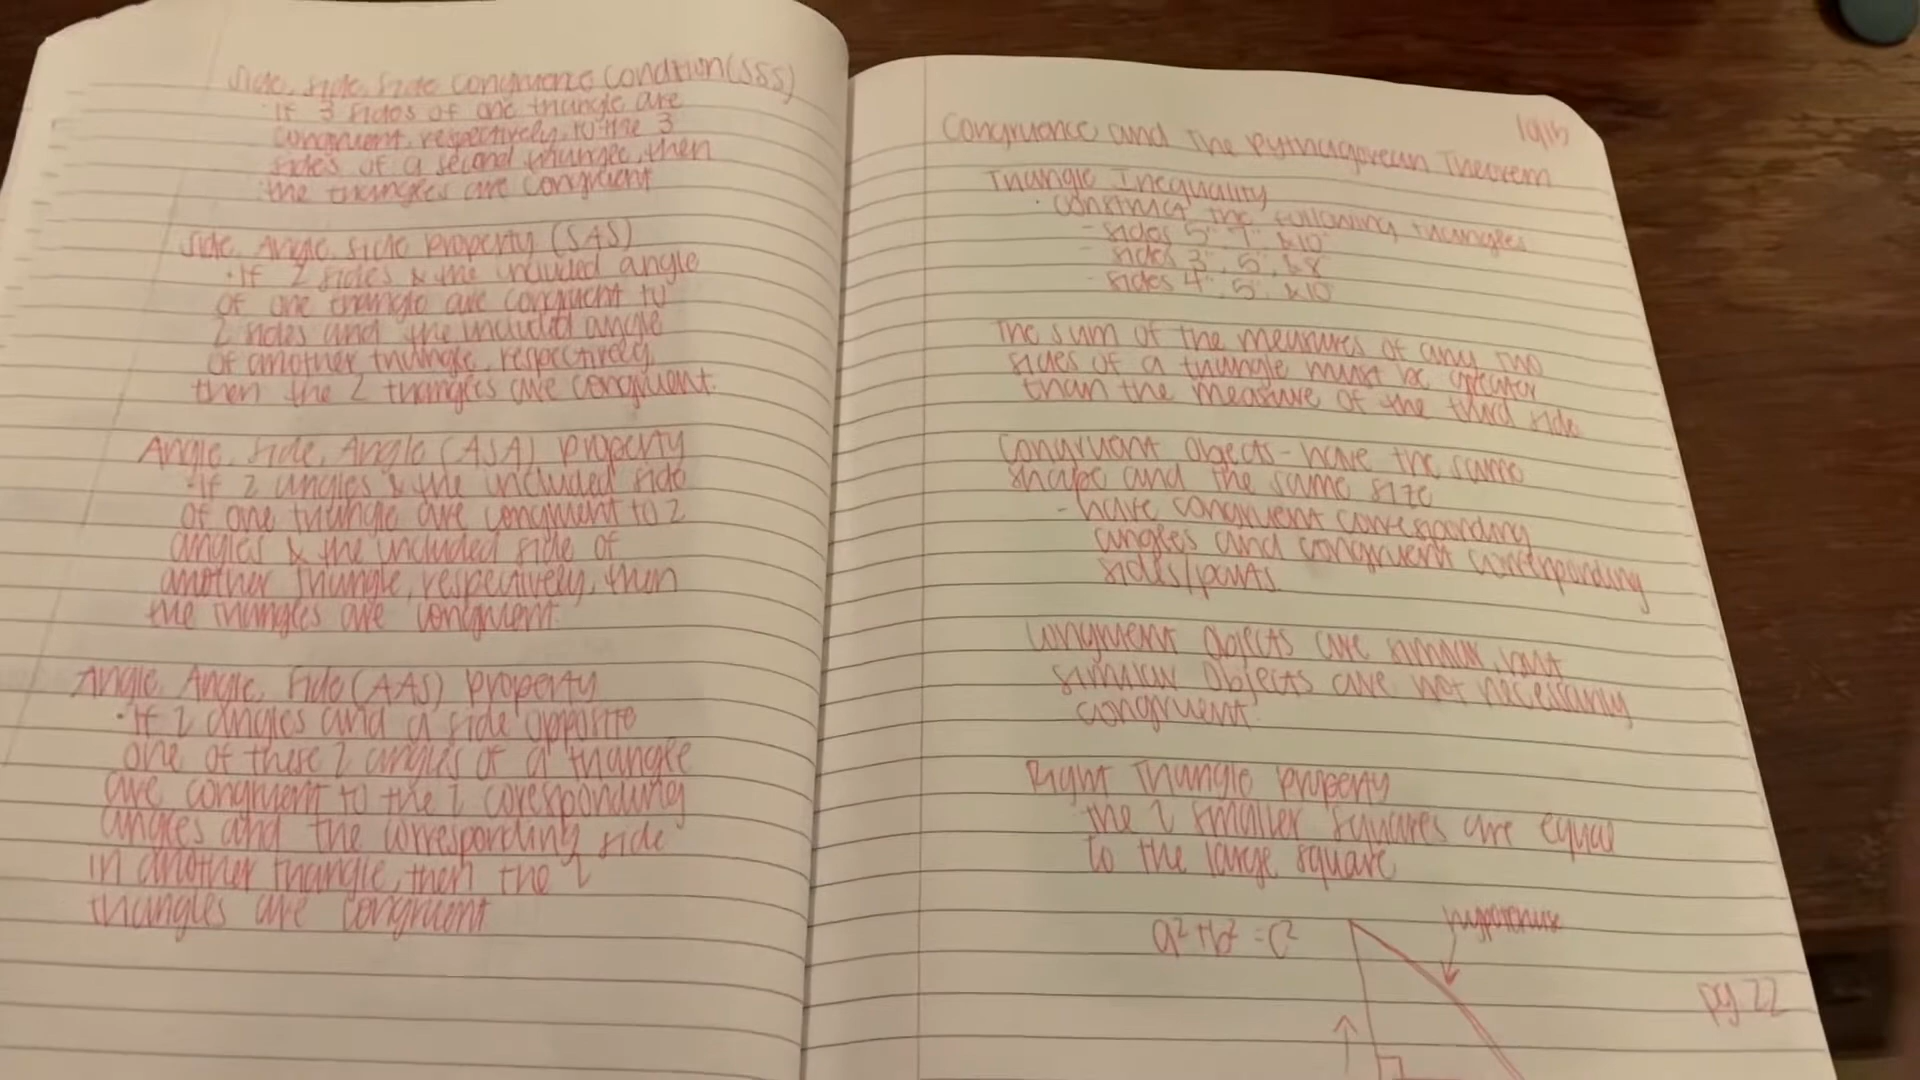 Side, Side, Side Congruence Condition (SSS)
· If 3 sides of one triangle are
congruent, respectively, to the 3
sides of a second triangle, then
the triangles are congruent
Side, Angle, Side Property (SAS)
· If 2 sides & the included angle
of one triangle are congruent to
2 sides and the included angle
of another triangle, respectively,
then the 2 triangles are congruent.
Angle, Side, Angle (ASA) Property
· If 2 angles & the included side
of one triangle are congruent to 2
angles & the included side of
another triangle, respectively, then
the triangles are congruent.
Angle, Angle, Side (AAS) Property
· If 2 angles and a side opposite
one of these 2 angles of a triangle
are congruent to the 2 corresponding
angles and the corresponding side
in another triangle, then the 2
triangles are congruent
Congruence and The Pythagorean Theorem
Triangle Inequality
· construct the following triangles
- sides 5", 7", & 10"
- sides 3", 5", & 8"
- sides 4", 5", & 10"
The sum of the measures of any two
sides of a triangle must be greater
than the measure of the third side.
Congruent Objects - have the same
shape and the same size
- have congruent corresponding
angles and congruent corresponding
sides/parts.
Congruent objects are similar, but
similar objects are not necessarily
congruent.
Right Triangle Property
the 2 smaller squares are equal
to the large square
a² + b² = c²
hypotenuse
pg. 22